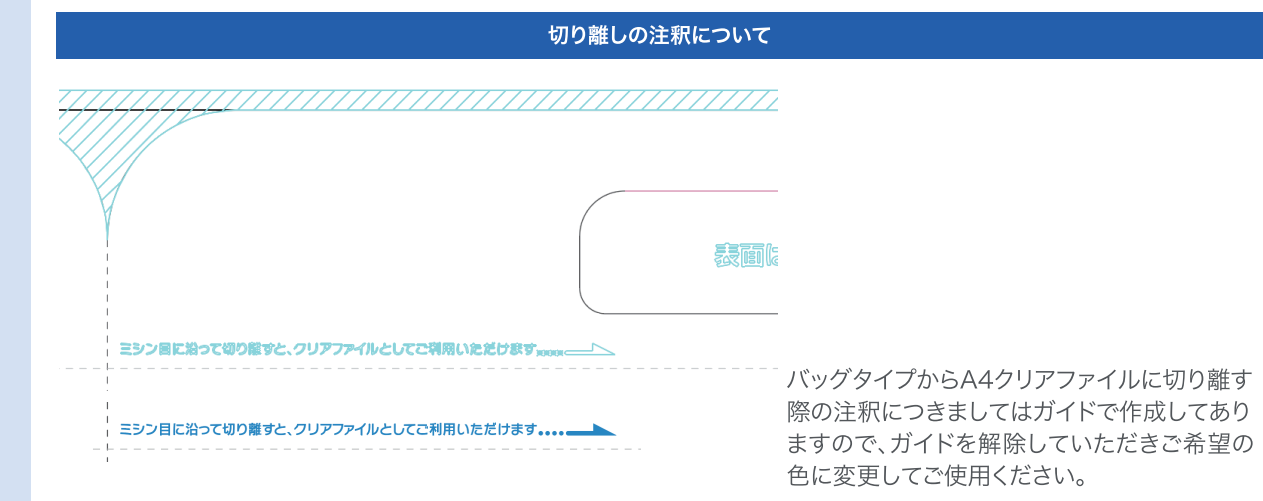 切り離しの注釈について
表面は
ミシン目に沿って切り離すと、クリアファイルとしてご利用いただけます
ミシン目に沿って切り離すと、クリアファイルとしてご利用いただけます
バッグタイプからA4クリアファイルに切り離す
際の注釈につきましてはガイドで作成してあり
ますので、ガイドを解除していただきご希望の
色に変更してご使用ください。